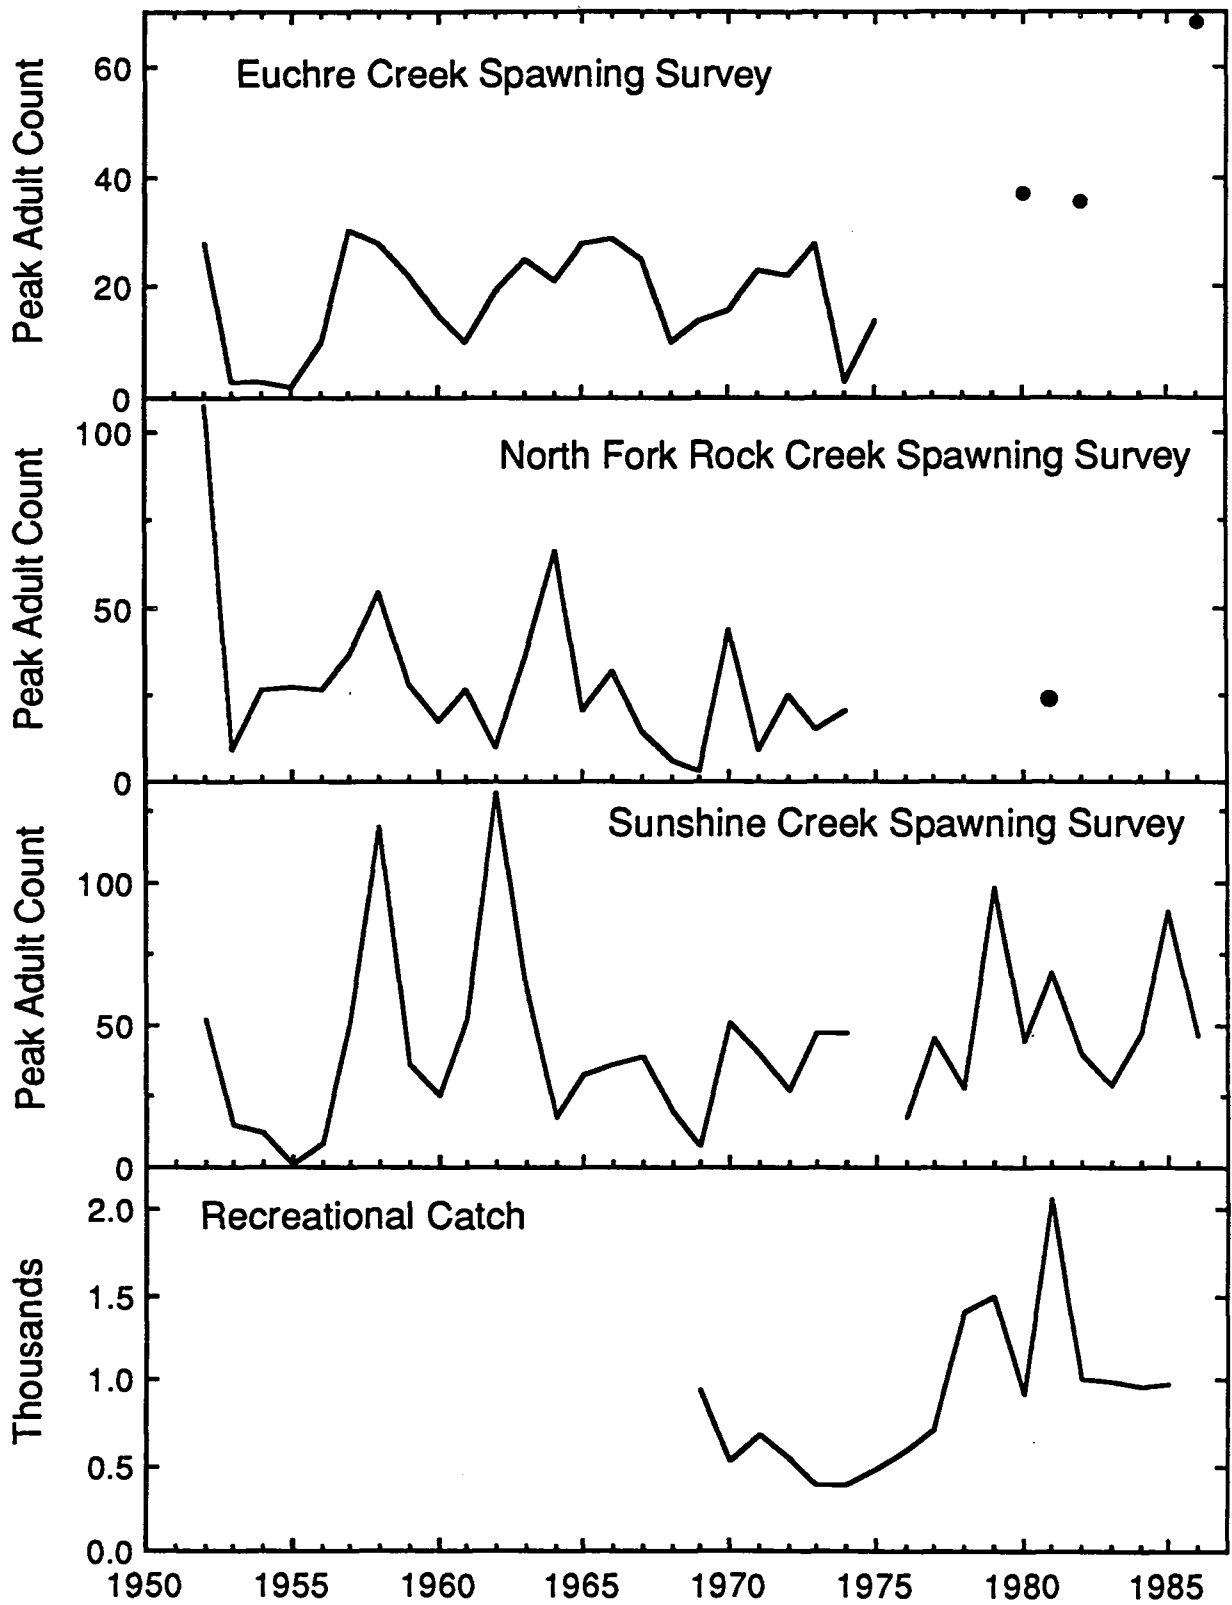 Peak Adult Count
60
40
20
0
Euchre Creek Spawning Survey
Peak Adult Count
100
50
0
North Fork Rock Creek Spawning Survey
Peak Adult Count
100
50
0
Sunshine Creek Spawning Survey
Thousands
2.0
1.5
1.0
0.5
0.0
Recreational Catch
1950 1955 1960 1965 1970 1975 1980 1985